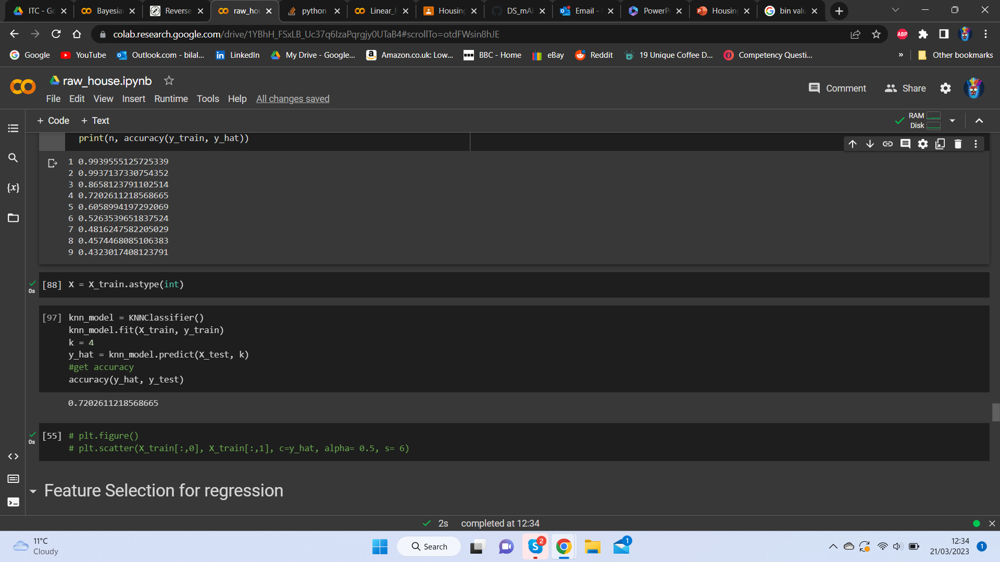 ITC - Go
Bayesia
Reverse
raw_hou
python
Linear_R
Housing
DS_mAI
Email -
PowerP
Housing
bin valu
colab.research.google.com/drive/1YBhH_FSxLB_Uc37q6IzaPqrgjy0UTaB4#scrollTo=otdFWsin8hJE
ABP
Google
YouTube
Outlook.com - bilal...
LinkedIn
My Drive - Google...
Amazon.co.uk: Low...
BBC - Home
eBay
Reddit
19 Unique Coffee D...
Competency Questi...
»
Other bookmarks
raw_house.ipynb
Comment
Share
File Edit View Insert Runtime Tools Help All changes saved
+ Code + Text
RAM
Disk
print(n, accuracy(y_train, y_hat))
1 0.9939555125725339
2 0.9937137330754352
3 0.8658123791102514
4 0.7202611218568665
5 0.6058994197292069
6 0.5263539651837524
7 0.4816247582205029
8 0.4574468085106383
9 0.4323017408123791
{x}
0s
[88] X = X_train.astype(int)
[97] knn_model = KNNClassifier()
knn_model.fit(X_train, y_train)
k = 4
y_hat = knn_model.predict(X_test, k)
#get accuracy
accuracy(y_hat, y_test)
0.7202611218568665
0s
[55] # plt.figure()
# plt.scatter(X_train[:,0], X_train[:,1], c=y_hat, alpha= 0.5, s= 6)
Feature Selection for regression
2s completed at 12:34
11°C
Cloudy
Search
2
1
12:34
21/03/2023
1